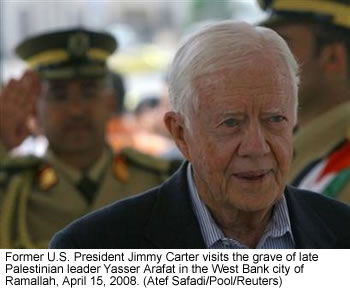 Former U.S. President Jimmy Carter visits the grave of late
Palestinian leader Yasser Arafat in the West Bank city of
Ramallah, April 15, 2008. (Atef Safadi/Pool/Reuters)